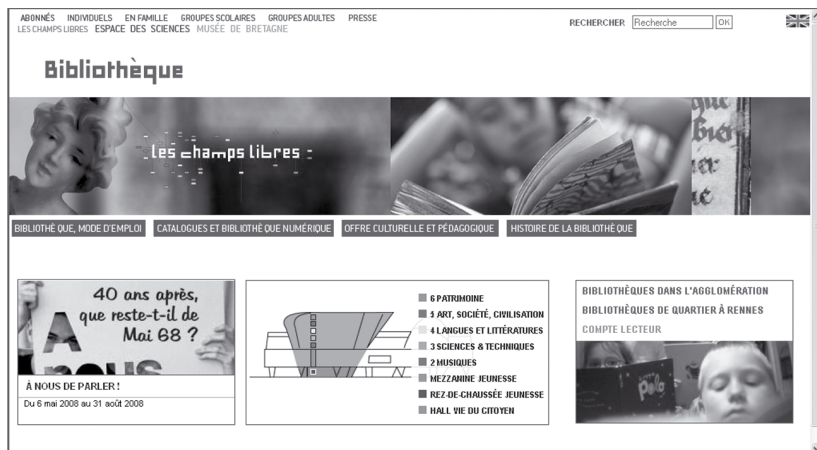 ABONNÉS INDIVIDUELS EN FAMILLE GROUPES SCOLAIRES GROUPES ADULTES PRESSE
LES CHAMPS LIBRES ESPACE DES SCIENCES MUSÉE DE BRETAGNE
RECHERCHER Recherche OK
Bibliothèque
les champs libres
BIBLIOTHÈQUE, MODE D'EMPLOI CATALOGUES ET BIBLIOTHÈQUE NUMÉRIQUE OFFRE CULTURELLE ET PÉDAGOGIQUE HISTOIRE DE LA BIBLIOTHÈQUE
40 ans après,
que reste-t-il de
Mai 68 ?
A
nous
À NOUS DE PARLER !
Du 6 mai 2008 au 31 août 2008
6 PATRIMOINE
5 ART, SOCIÉTÉ, CIVILISATION
4 LANGUES ET LITTÉRATURES
3 SCIENCES & TECHNIQUES
2 MUSIQUES
MEZZANINE JEUNESSE
REZ-DE-CHAUSSÉE JEUNESSE
HALL VIE DU CITOYEN
BIBLIOTHÈQUES DANS L'AGGLOMÉRATION
BIBLIOTHÈQUES DE QUARTIER À RENNES
COMPTE LECTEUR
Polo